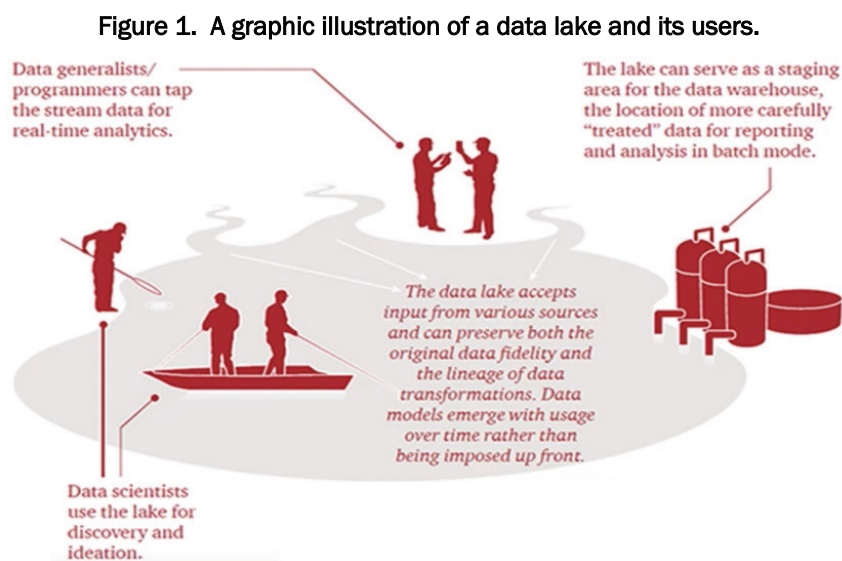 Figure 1.  A graphic illustration of a data lake and its users.
Data generalists/
programmers can tap
the stream data for
real-time analytics.
The lake can serve as a staging
area for the data warehouse,
the location of more carefully
“treated” data for reporting
and analysis in batch mode.
The data lake accepts
input from various sources
and can preserve both the
original data fidelity and
the lineage of data
transformations. Data
models emerge with usage
over time rather than
being imposed up front.
Data scientists
use the lake for
discovery and
ideation.